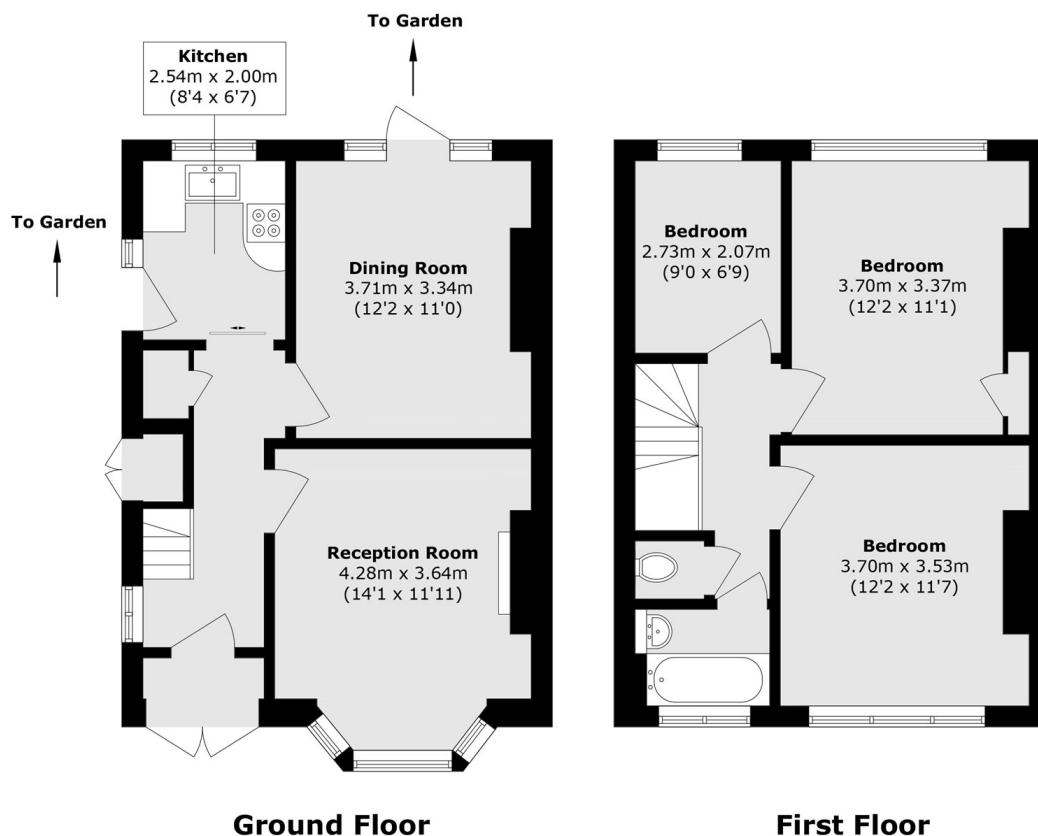 To Garden
Kitchen
2.54m x 2.00m
(8'4 x 6'7)
To Garden
Dining Room
3.71m x 3.34m
(12'2 x 11'0)
Reception Room
4.28m x 3.64m
(14'1 x 11'11)
Ground Floor
Bedroom
2.73m x 2.07m
(9'0 x 6'9)
Bedroom
3.70m x 3.37m
(12'2 x 11'1)
Bedroom
3.70m x 3.53m
(12'2 x 11'7)
First Floor